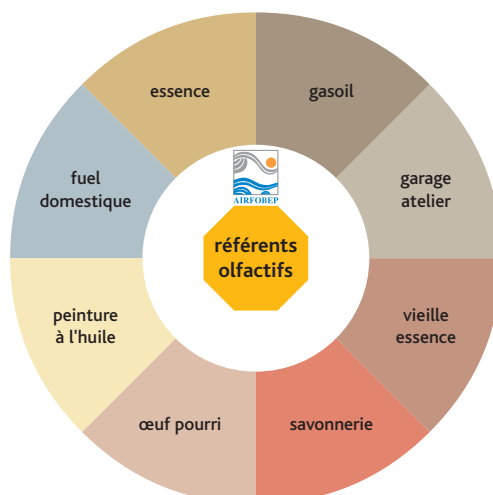 essence
gasoil
fuel
domestique
garage
atelier
AIRFOBEP
référents
olfactifs
peinture
à l'huile
vieille
essence
œuf pourri
savonnerie